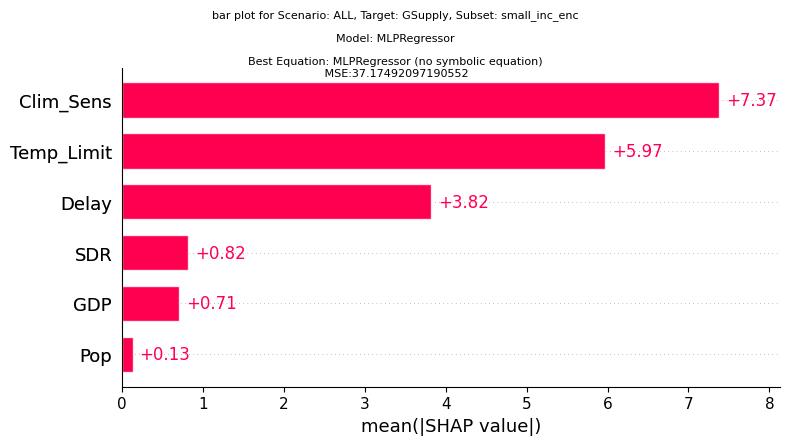 bar plot for Scenario: ALL, Target: GSupply, Subset: small_inc_enc
Model: MLPRegressor
Best Equation: MLPRegressor (no symbolic equation)
MSE:37.17492097190552
Clim_Sens +7.37
Temp_Limit +5.97
Delay +3.82
SDR +0.82
GDP +0.71
Pop +0.13
0 1 2 3 4 5 6 7 8
mean(|SHAP value|)